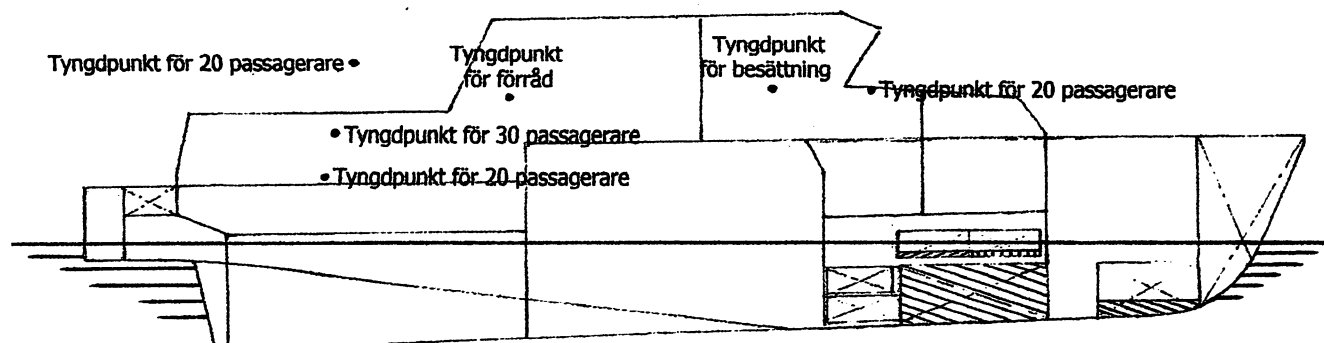 Tyngdpunkt för 20 passagerare
Tyngdpunkt
för förråd
Tyngdpunkt
för besättning
Tyngdpunkt för 20 passagerare
Tyngdpunkt för 30 passagerare
Tyngdpunkt för 20 passagerare